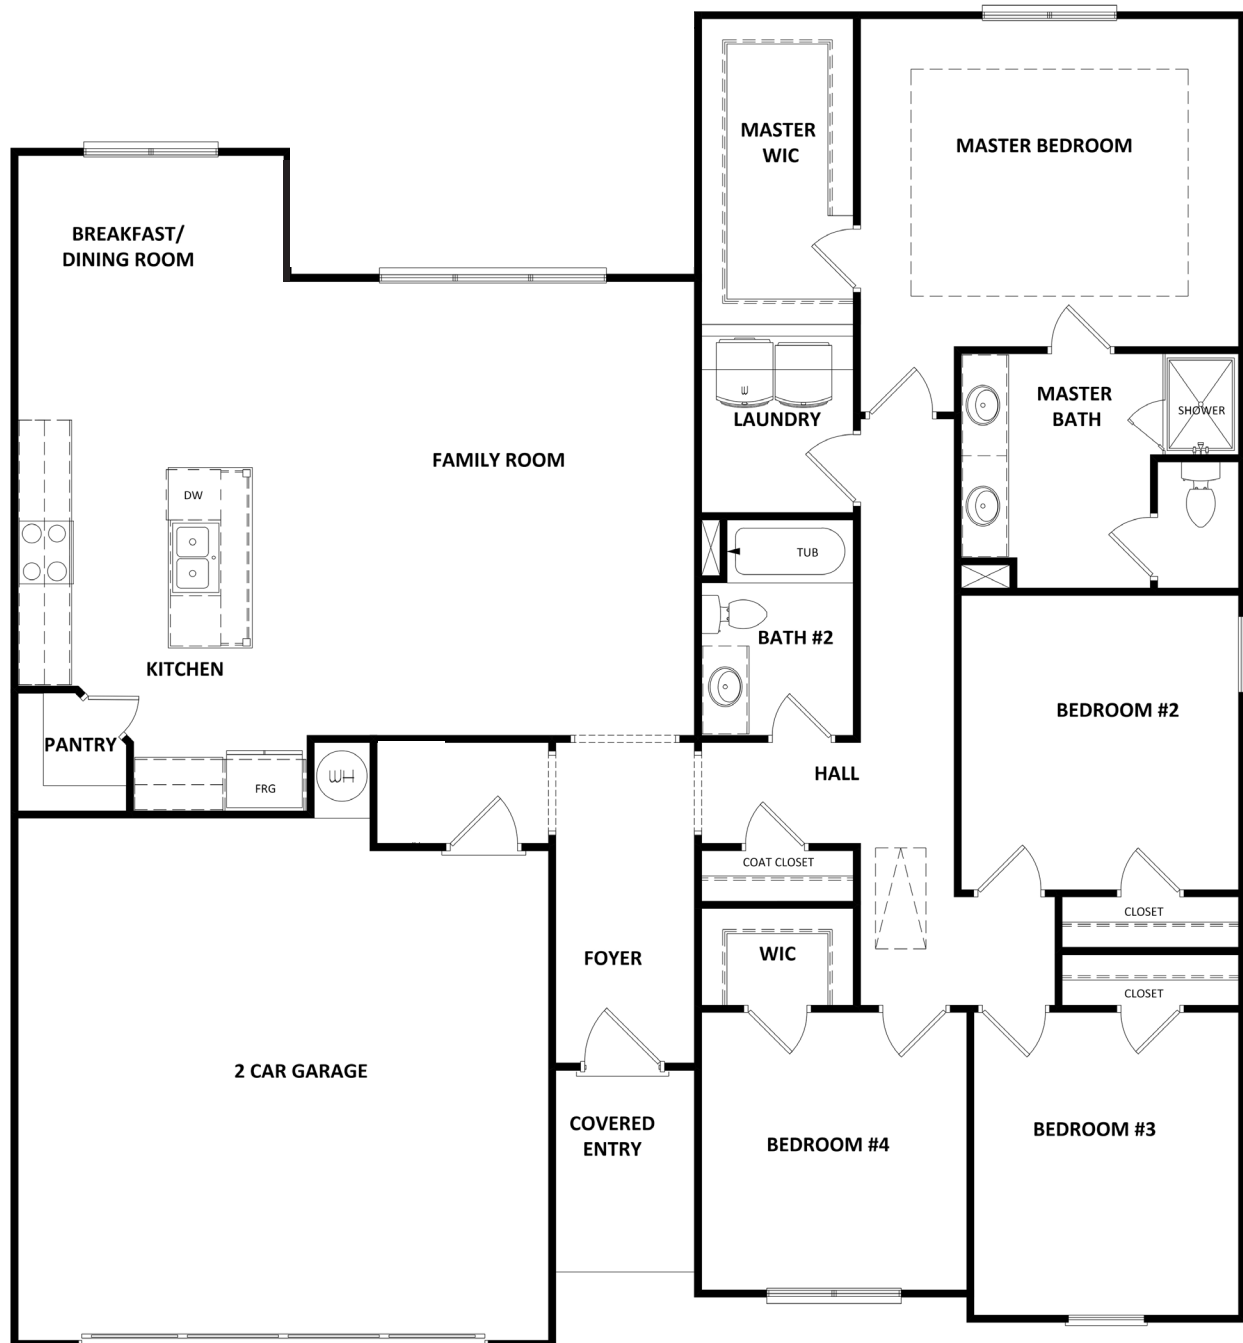 MASTER
WIC
MASTER BEDROOM
BREAKFAST/
DINING ROOM
W
LAUNDRY
MASTER
BATH
SHOWER
FAMILY ROOM
DW
TUB
KITCHEN
BATH #2
BEDROOM #2
PANTRY
WH
FRG
HALL
COAT CLOSET
CLOSET
WIC
FOYER
CLOSET
2 CAR GARAGE
COVERED
ENTRY
BEDROOM #4
BEDROOM #3